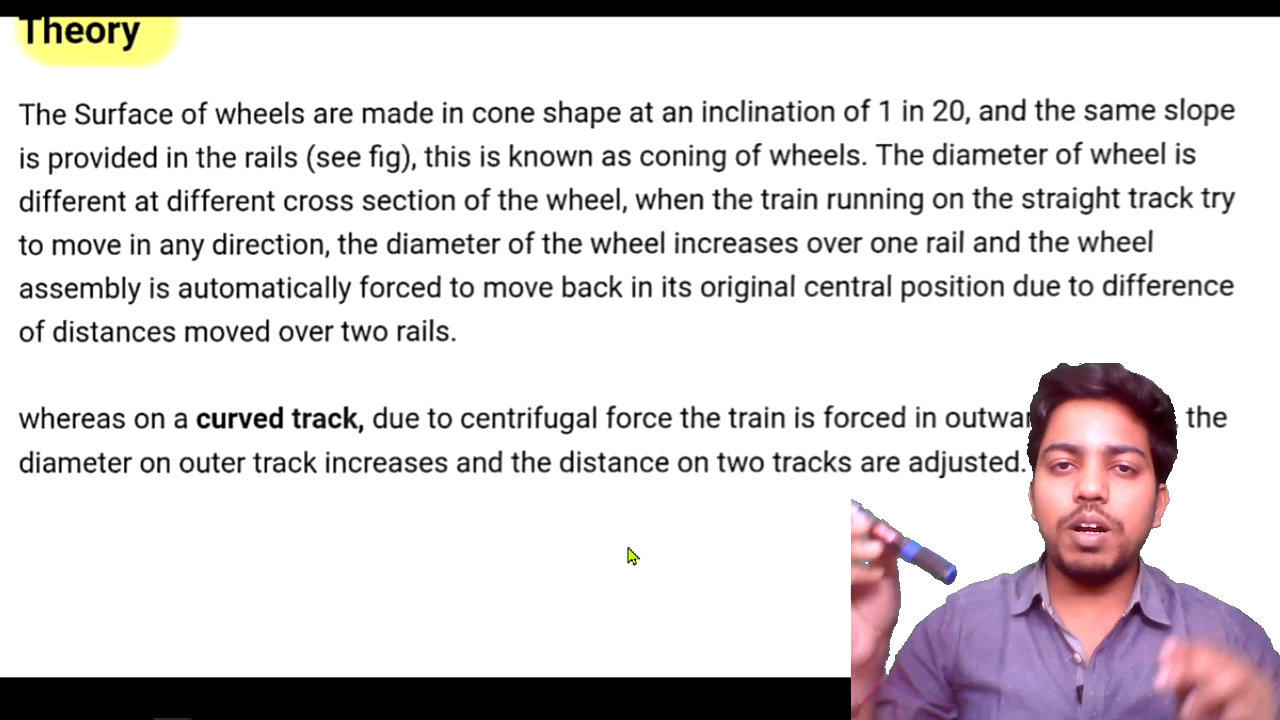 Theory
The Surface of wheels are made in cone shape at an inclination of 1 in 20, and the same slope
is provided in the rails (see fig), this is known as coning of wheels. The diameter of wheel is
different at different cross section of the wheel, when the train running on the straight track try
to move in any direction, the diameter of the wheel increases over one rail and the wheel
assembly is automatically forced to move back in its original central position due to difference
of distances moved over two rails.
whereas on a curved track, due to centrifugal force the train is forced in the
diameter on outer track increases and the distance on two tracks are adjusted.